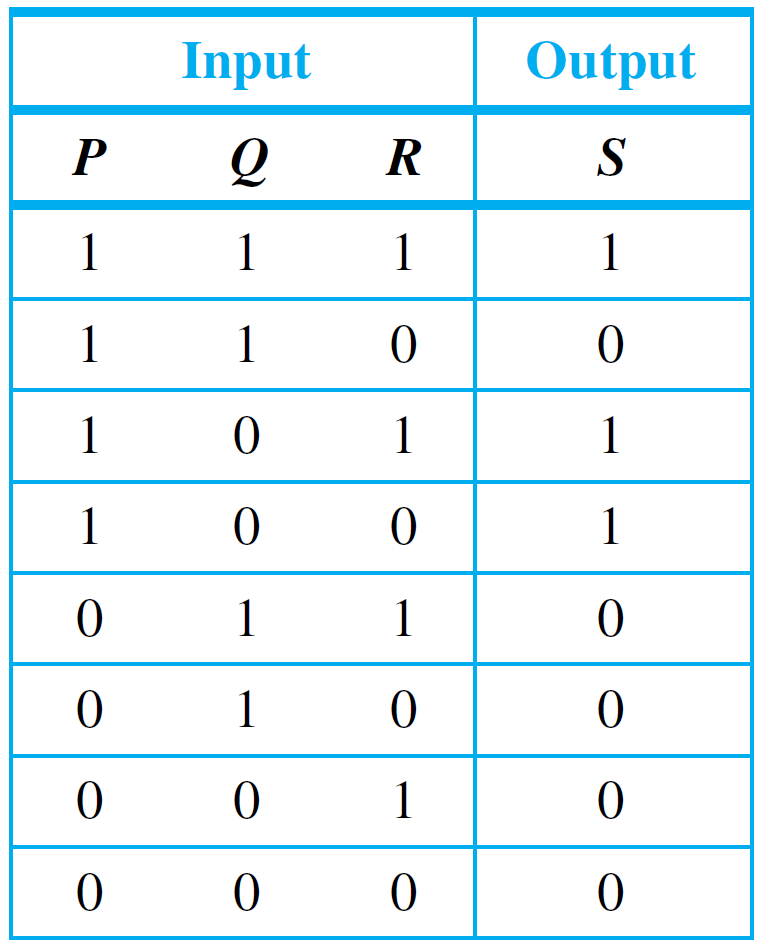 Input Output
P Q R S
1 1 1 1
1 1 0 0
1 0 1 1
1 0 0 1
0 1 1 0
0 1 0 0
0 0 1 0
0 0 0 0